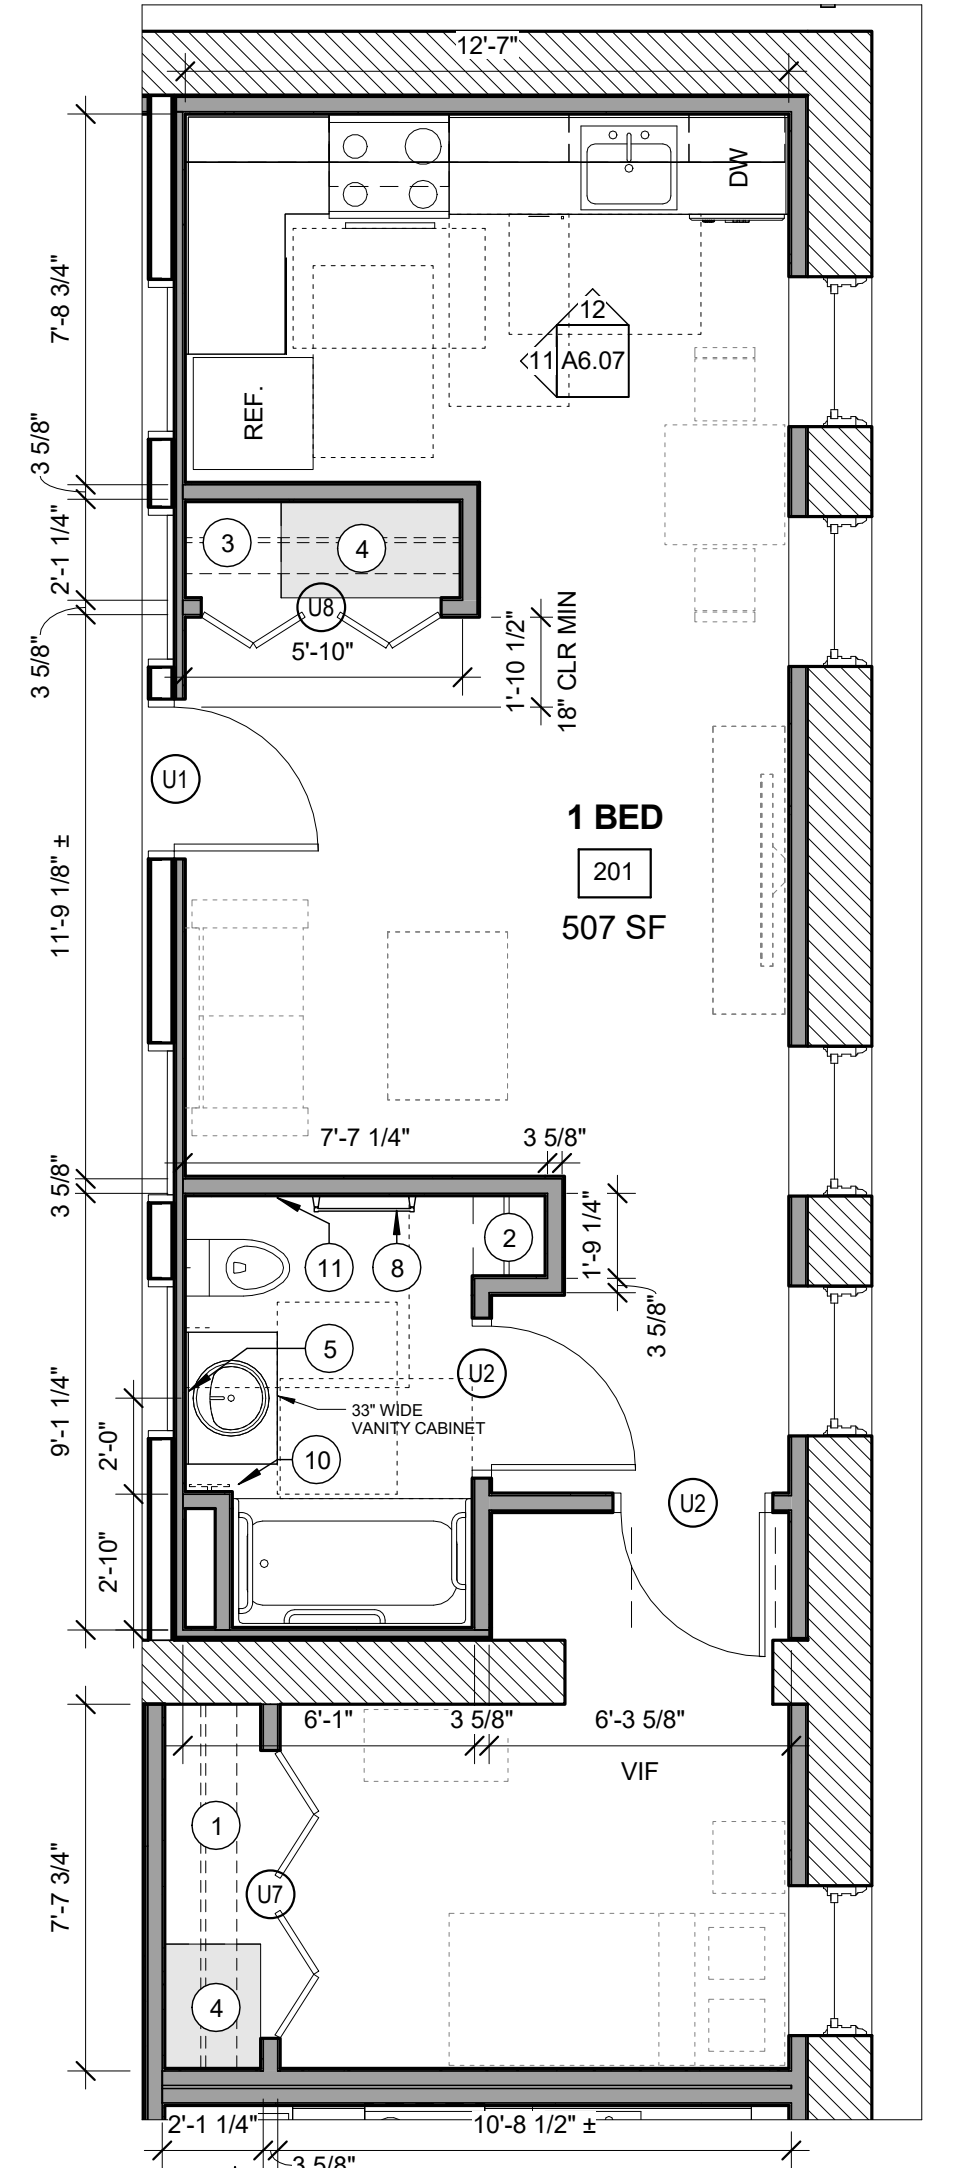 12'-7"
DW
7'-8 3/4"
12
11 A6.07
REF.
3 5/8"
2'-1 1/4"
3
4
U8
3 5/8"
5'-10"
1'-10 1/2"
18" CLR MIN
U1
1 BED
201
507 SF
11'-9 1/8" ±
7'-7 1/4"
3 5/8"
3 5/8"
2
11
8
1'-9 1/4"
3 5/8"
5
U2
33" WIDE
VANITY CABINET
9'-1 1/4"
2'-0"
10
U2
2'-10"
6'-1"
3 5/8"
6'-3 5/8"
VIF
1
7'-7 3/4"
U7
4
2'-1 1/4"
10'-8 1/2" ±
3 5/8"